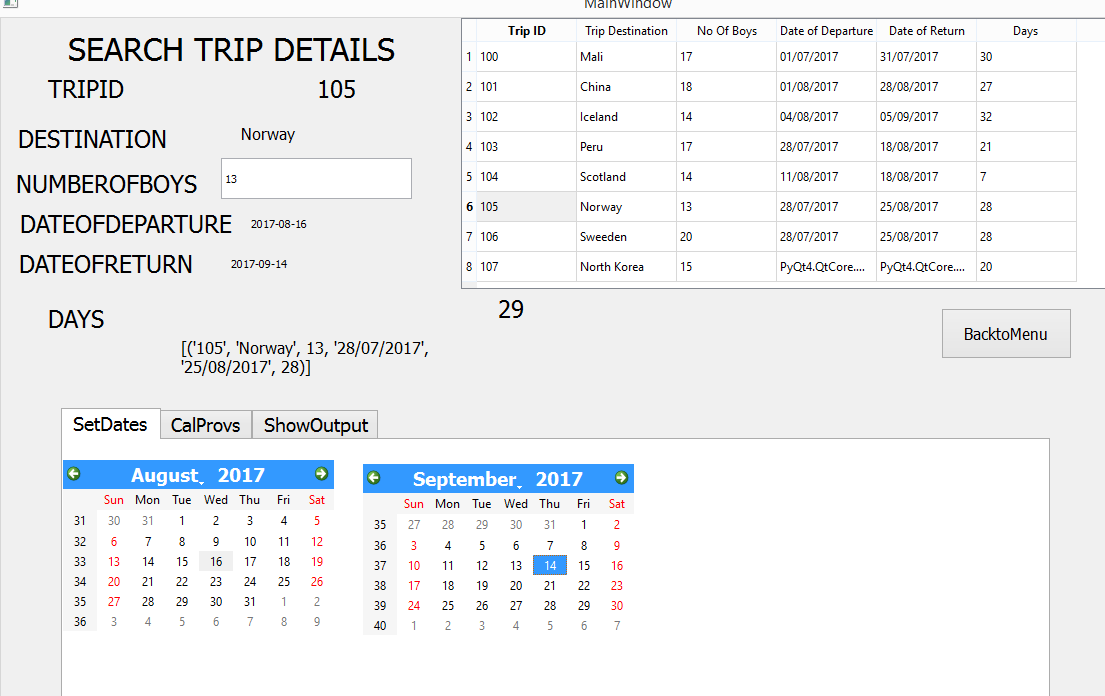 MainWindow
SEARCH TRIP DETAILS
TRIPID 105
DESTINATION Norway
NUMBEROFBOYS 13
DATEOFDEPARTURE 2017-08-16
DATEOFRETURN 2017-09-14
DAYS 29
[('105', 'Norway', 13, '28/07/2017',
'25/08/2017', 28)]
Trip ID Trip Destination No Of Boys Date of Departure Date of Return Days
1 100 Mali 17 01/07/2017 31/07/2017 30
2 101 China 18 01/08/2017 28/08/2017 27
3 102 Iceland 14 04/08/2017 05/09/2017 32
4 103 Peru 17 28/07/2017 18/08/2017 21
5 104 Scotland 14 11/08/2017 18/08/2017 7
6 105 Norway 13 28/07/2017 25/08/2017 28
7 106 Sweeden 20 28/07/2017 25/08/2017 28
8 107 North Korea 15 PyQt4.QtCore.... PyQt4.QtCore.... 20
BacktoMenu
SetDates CalProvs ShowOutput
August 2017
Sun Mon Tue Wed Thu Fri Sat
31 30 31 1 2 3 4 5
32 6 7 8 9 10 11 12
33 13 14 15 16 17 18 19
34 20 21 22 23 24 25 26
35 27 28 29 30 31 1 2
36 3 4 5 6 7 8 9
September 2017
Sun Mon Tue Wed Thu Fri Sat
35 27 28 29 30 31 1 2
36 3 4 5 6 7 8 9
37 10 11 12 13 14 15 16
38 17 18 19 20 21 22 23
39 24 25 26 27 28 29 30
40 1 2 3 4 5 6 7